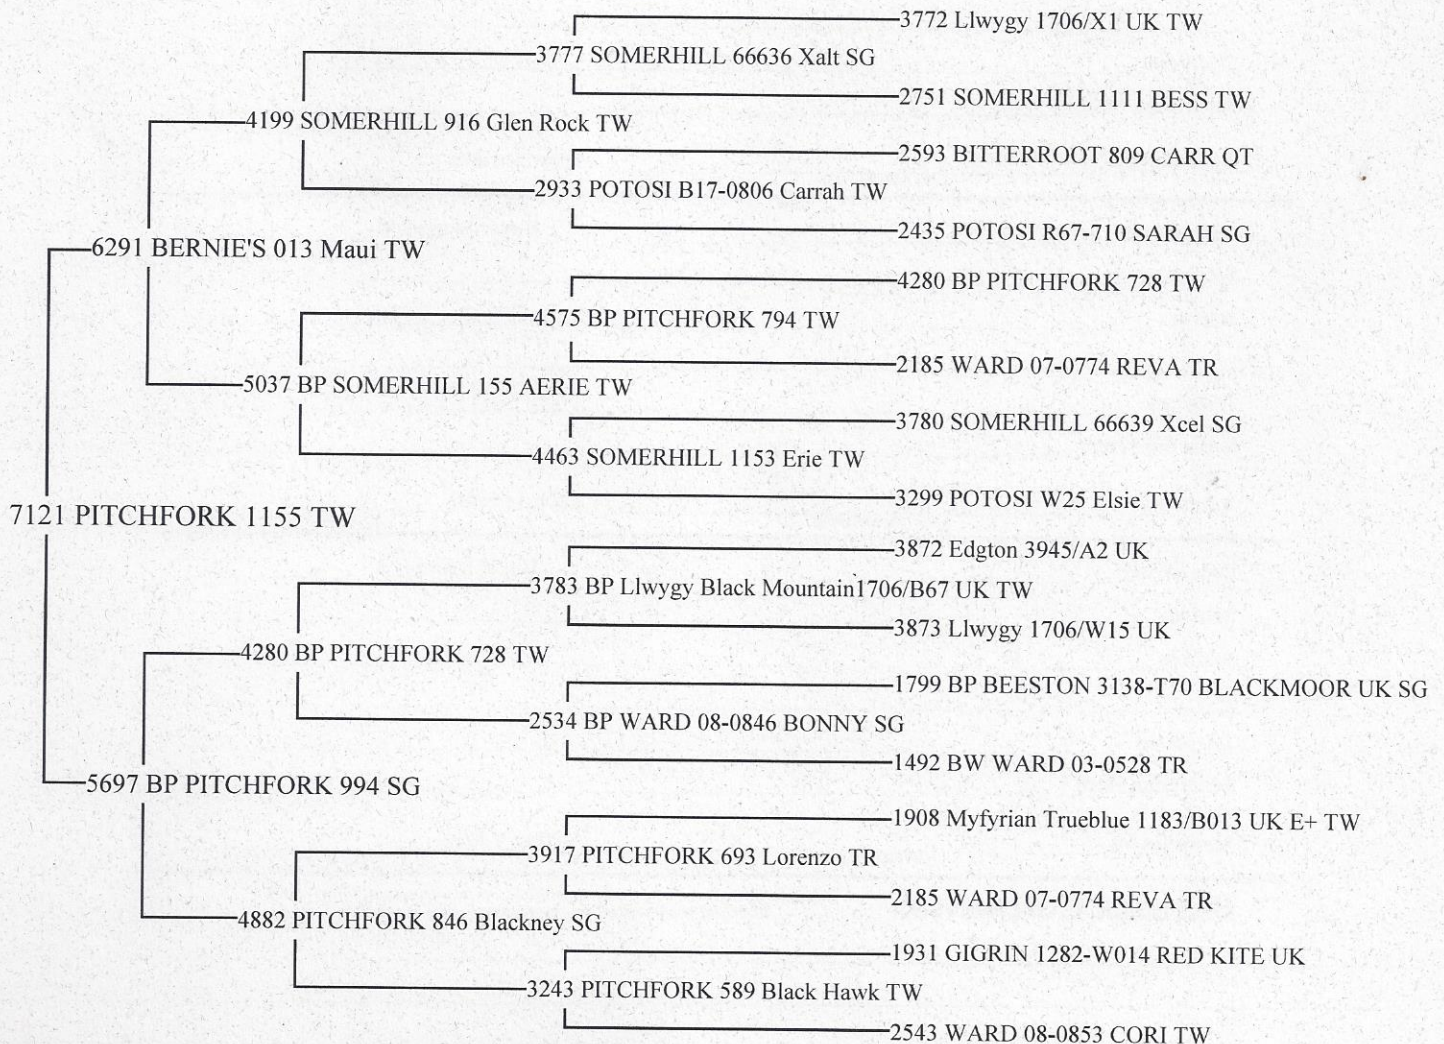 3772 Llwygy 1706/X1 UK TW
3777 SOMERHILL 66636 Xalt SG
2751 SOMERHILL 1111 BESS TW
4199 SOMERHILL 916 Glen Rock TW
2593 BITTERROOT 809 CARR QT
2933 POTOSI B17-0806 Carrah TW
2435 POTOSI R67-710 SARAH SG
6291 BERNIE'S 013 Maui TW
4280 BP PITCHFORK 728 TW
4575 BP PITCHFORK 794 TW
2185 WARD 07-0774 REVA TR
5037 BP SOMERHILL 155 AERIE TW
3780 SOMERHILL 66639 Xcel SG
4463 SOMERHILL 1153 Erie TW
3299 POTOSI W25 Elsie TW
7121 PITCHFORK 1155 TW
3872 Edgton 3945/A2 UK
3783 BP Llwygy Black Mountain1706/B67 UK TW
3873 Llwygy 1706/W15 UK
4280 BP PITCHFORK 728 TW
1799 BP BEESTON 3138-T70 BLACKMOOR UK SG
2534 BP WARD 08-0846 BONNY SG
1492 BW WARD 03-0528 TR
5697 BP PITCHFORK 994 SG
1908 Myfyrian Trueblue 1183/B013 UK E+ TW
3917 PITCHFORK 693 Lorenzo TR
2185 WARD 07-0774 REVA TR
4882 PITCHFORK 846 Blackney SG
1931 GIGRIN 1282-W014 RED KITE UK
3243 PITCHFORK 589 Black Hawk TW
2543 WARD 08-0853 CORI TW